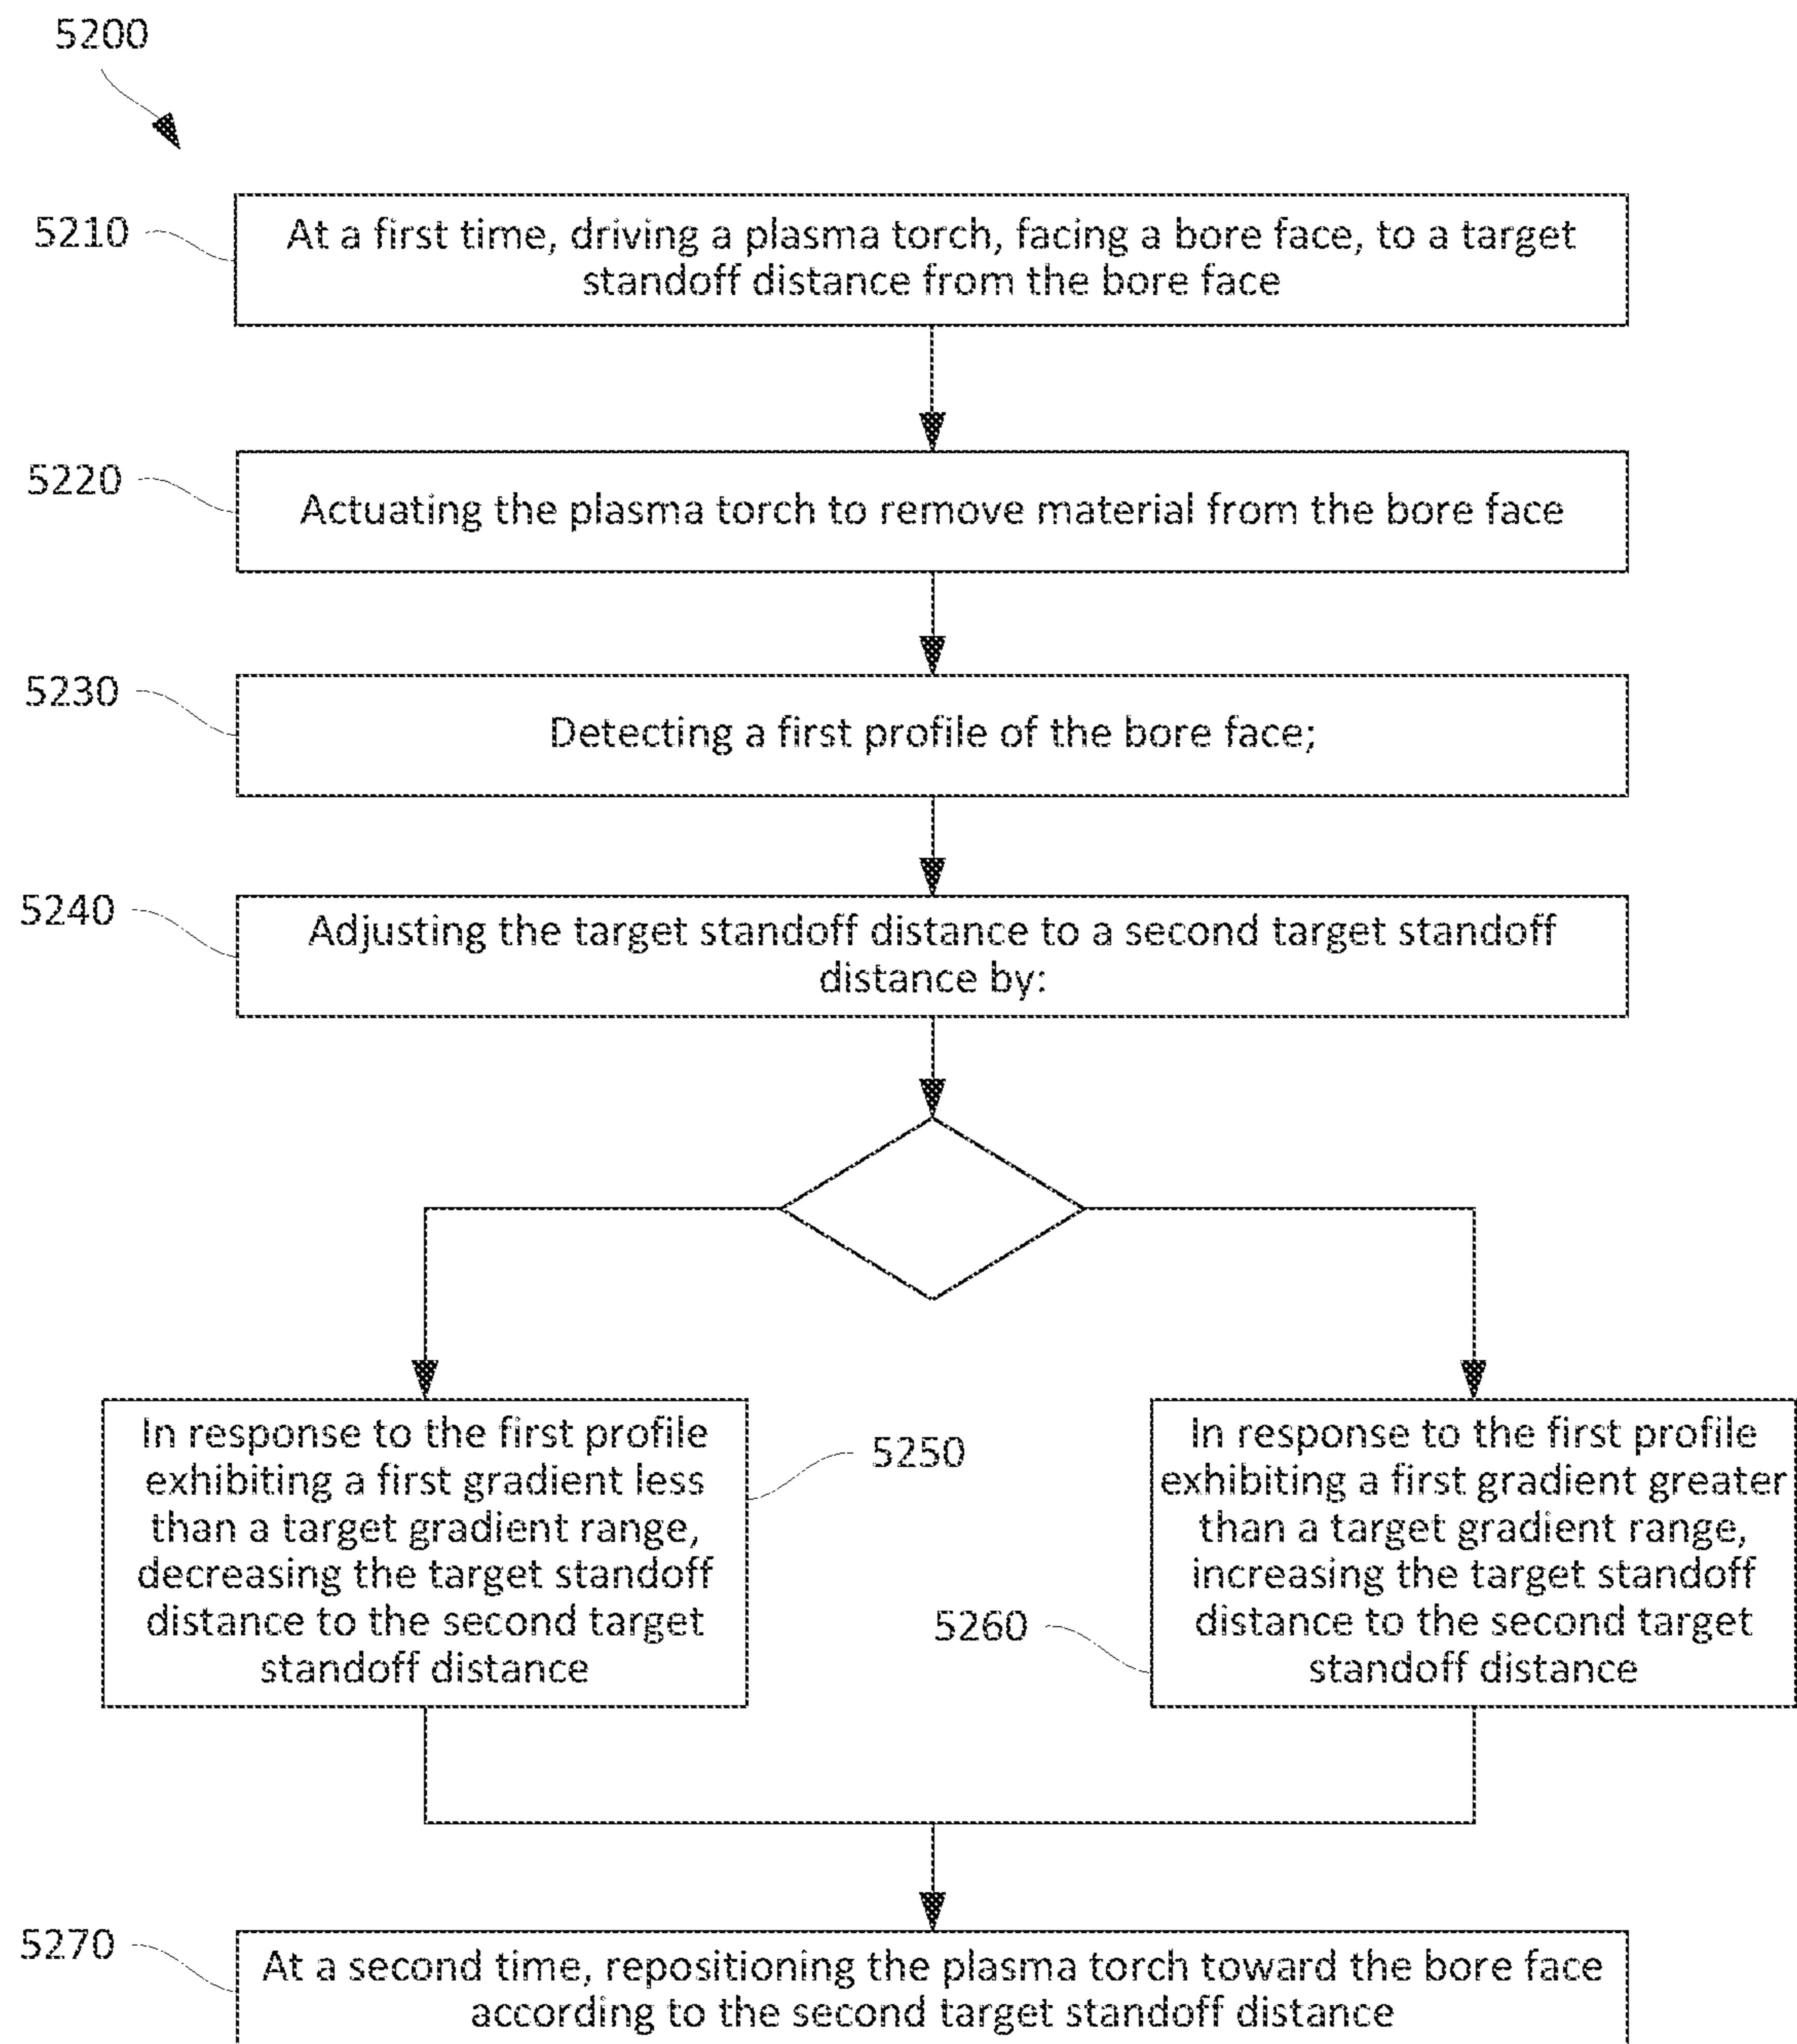 5200
5210
At a first time, driving a plasma torch, facing a bore face, to a target
standoff distance from the bore face
5220
Actuating the plasma torch to remove material from the bore face
5230
Detecting a first profile of the bore face;
5240
Adjusting the target standoff distance to a second target standoff
distance by:
In response to the first profile
exhibiting a first gradient less
than a target gradient range,
decreasing the target standoff
distance to the second target
standoff distance
5250
In response to the first profile
exhibiting a first gradient greater
than a target gradient range,
increasing the target standoff
distance to the second target
standoff distance
5260
5270
At a second time, repositioning the plasma torch toward the bore face
according to the second target standoff distance